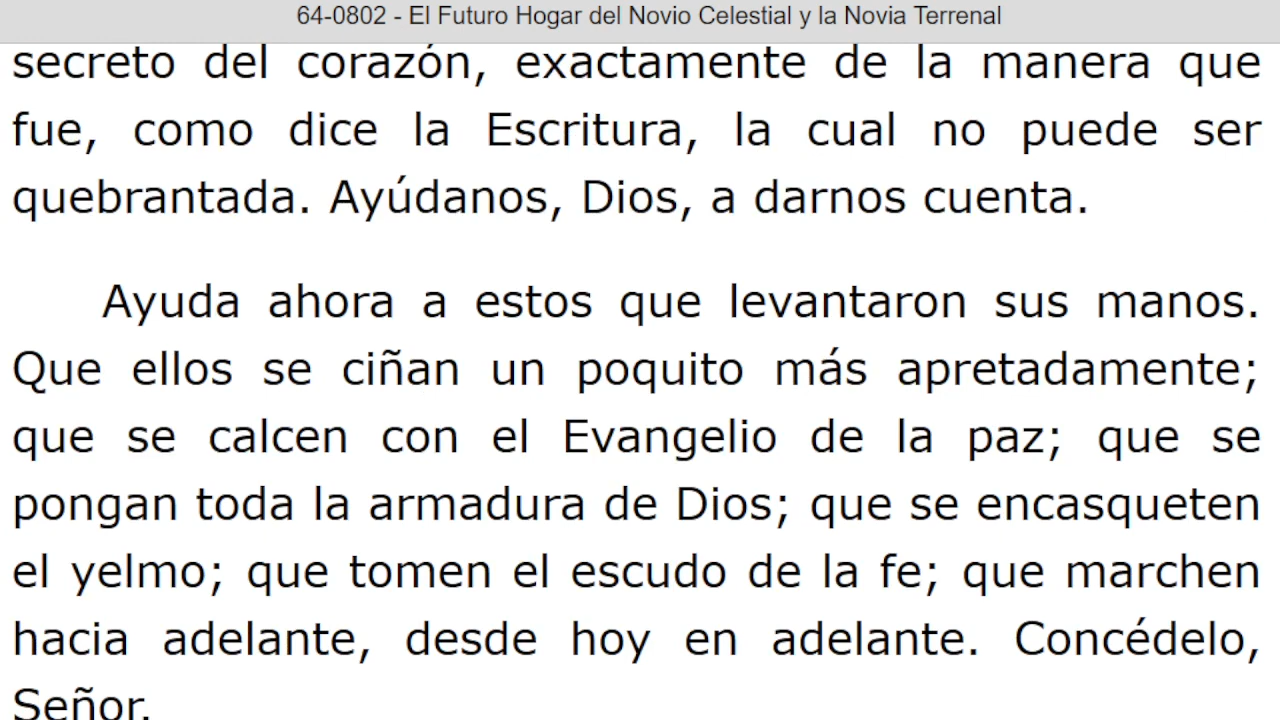 64-0802 - El Futuro Hogar del Novio Celestial y la Novia Terrenal
secreto del corazón, exactamente de la manera que
fue, como dice la Escritura, la cual no puede ser
quebrantada. Ayúdanos, Dios, a darnos cuenta.
Ayuda ahora a estos que levantaron sus manos.
Que ellos se ciñan un poquito más apretadamente;
que se calcen con el Evangelio de la paz; que se
pongan toda la armadura de Dios; que se encasqueten
el yelmo; que tomen el escudo de la fe; que marchen
hacia adelante, desde hoy en adelante. Concédelo,
Señor.